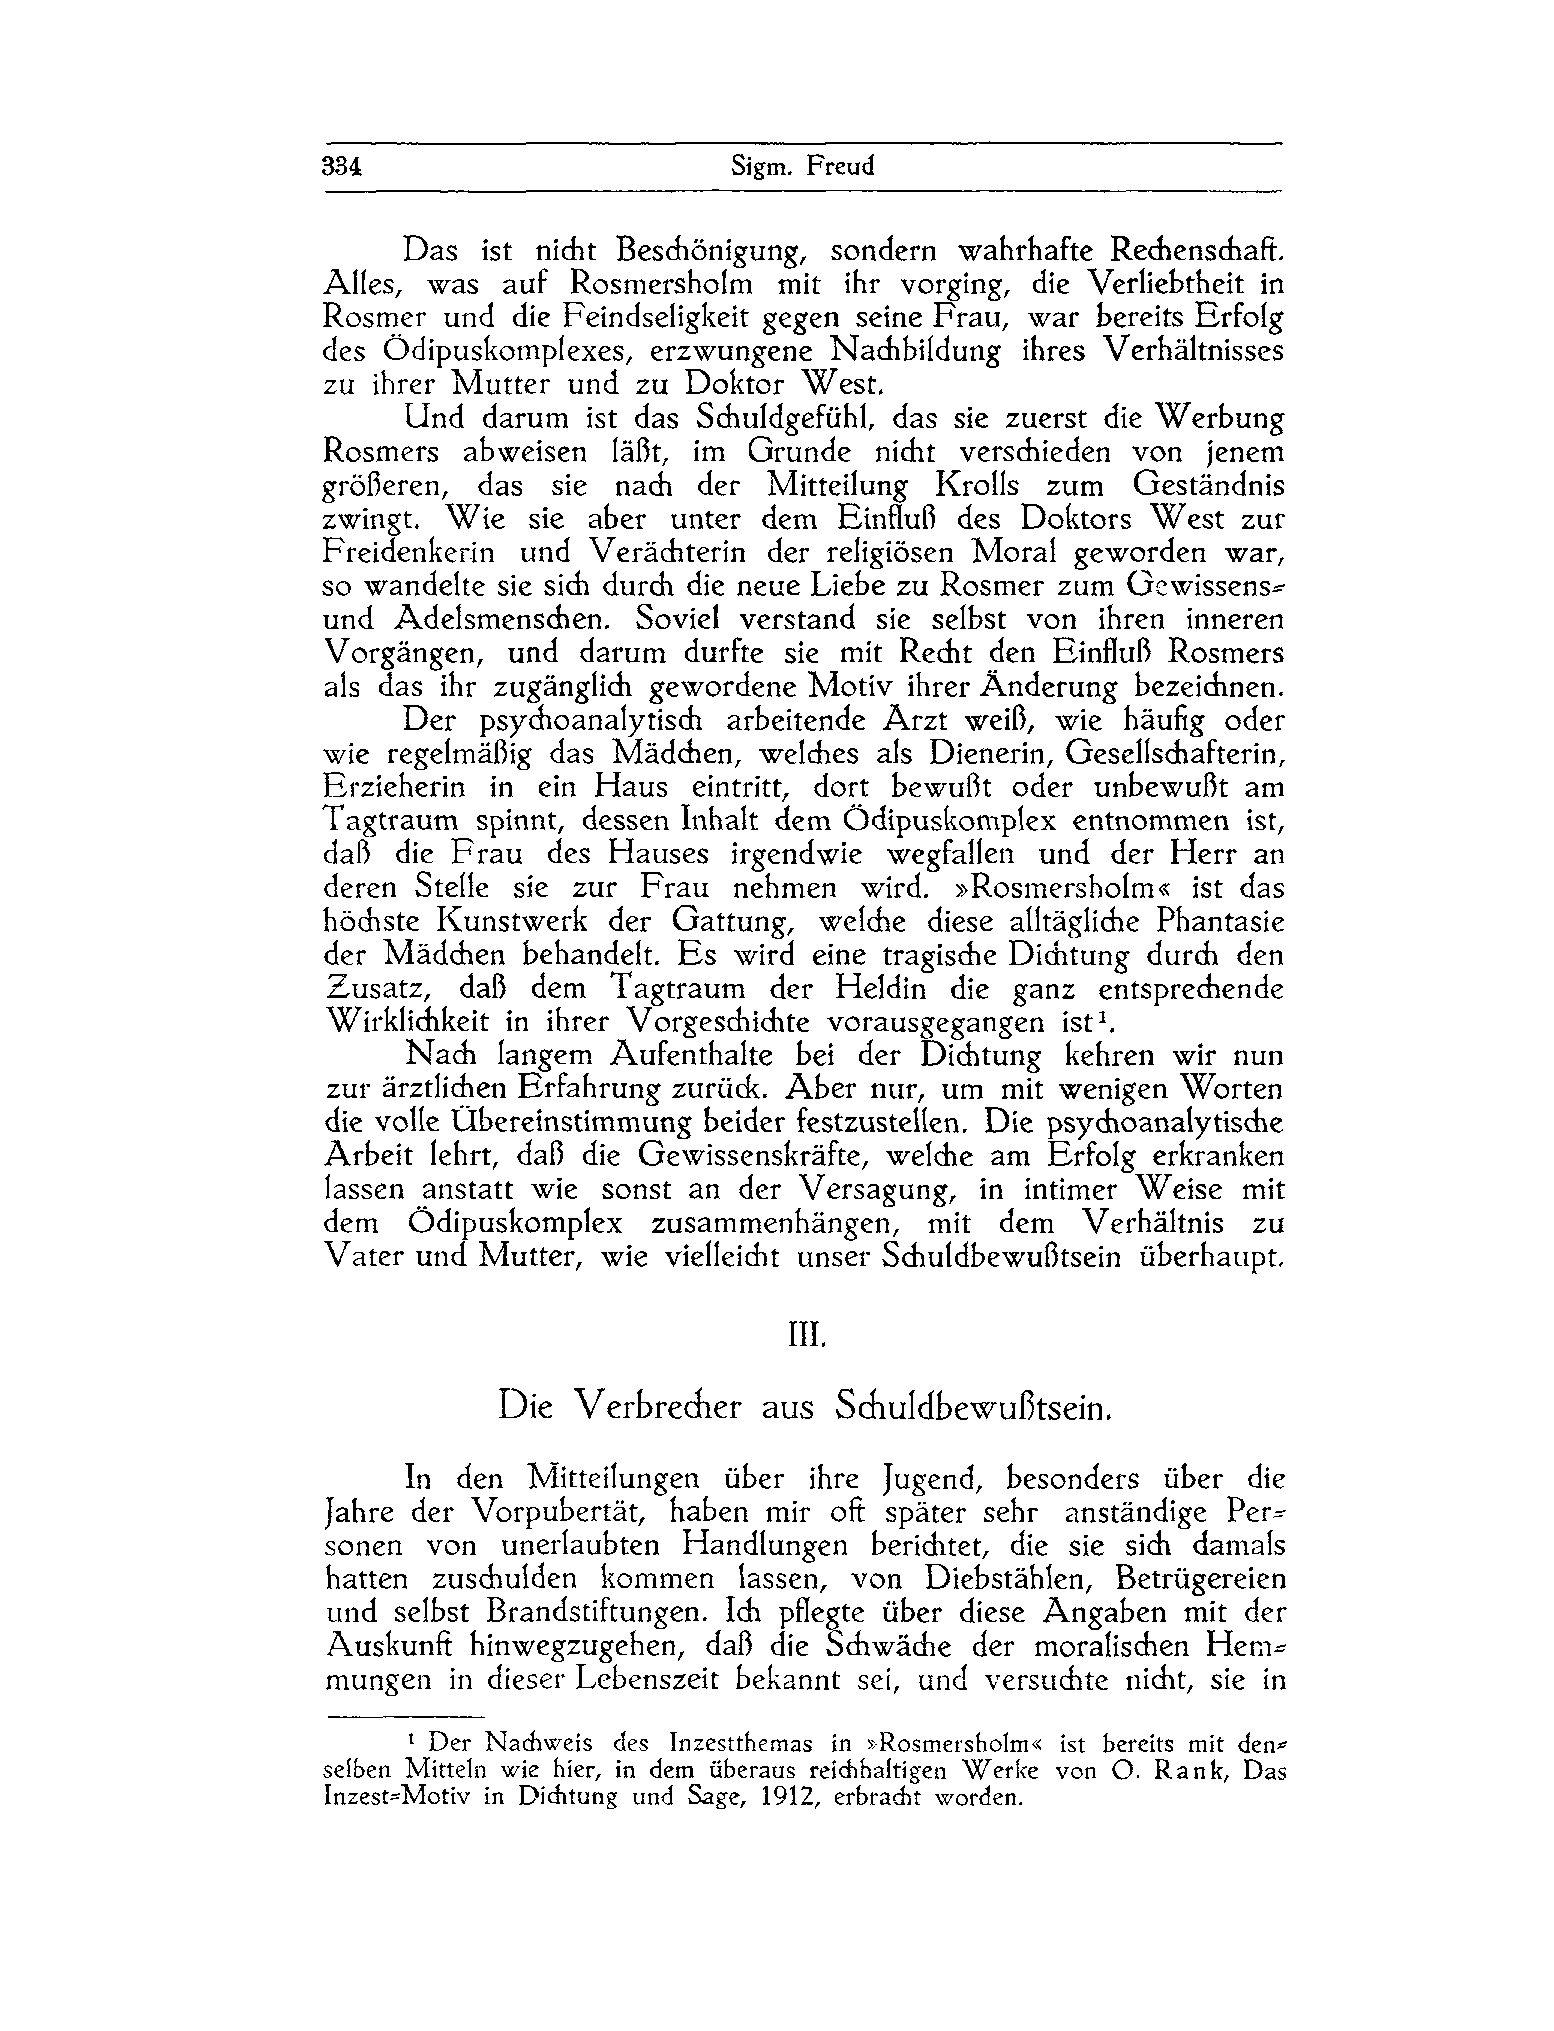 334 Sigm. Freud
Das ist nicht Beschönigung, sondern wahrhafte Rechenschaft.
Alles, was auf Rosmersholm mit ihr vorging, die Verliebtheit in
Rosmer und die Feindseligkeit gegen seine Frau, war bereits Erfolg
des Ödipuskomplexes, erzwungene Nachbildung ihres Verhältnisses
zu ihrer Mutter und zu Doktor West.
Und darum ist das Schuldgefühl, das sie zuerst die Werbung
Rosmers abweisen läßt, im Grunde nicht verschieden von jenem
größeren, das sie nach der Mitteilung Krolls zum Geständnis
zwingt. Wie sie aber unter dem Einfluß des Doktors West zur
Freidenkerin und Verächterin der religiösen Moral geworden war,
so wandelte sie sich durch die neue Liebe zu Rosmer zum Gewissens-
und Adelsmenschen. Soviel verstand sie selbst von ihren inneren
Vorgängen, und darum durfte sie mit Recht den Einfluß Rosmers
als das ihr zugänglich gewordene Motiv ihrer Änderung bezeichnen.
Der psychoanalytisch arbeitende Arzt weiß, wie häufig oder
wie regelmäßig das Mädchen, welches als Dienerin, Gesellschafterin,
Erzieherin in ein Haus eintritt, dort bewußt oder unbewußt am
Tagtraum spinnt, dessen Inhalt dem Ödipuskomplex entnommen ist,
daß die Frau des Hauses irgendwie wegfallen und der Herr an
deren Stelle sie zur Frau nehmen wird. »Rosmersholm« ist das
höchste Kunstwerk der Gattung, welche diese alltägliche Phantasie
der Mädchen behandelt. Es wird eine tragische Dichtung durch den
Zusatz, daß dem Tagtraum der Heldin die ganz entsprechende
Wirklichkeit in ihrer Vorgeschichte vorausgegangen ist¹.
Nach langem Aufenthalte bei der Dichtung kehren wir nun
zur ärztlichen Erfahrung zurück. Aber nur, um mit wenigen Worten
die volle Übereinstimmung beider festzustellen. Die psychoanalytische
Arbeit lehrt, daß die Gewissenskräfte, welche am Erfolg erkranken
lassen anstatt wie sonst an der Versagung, in intimer Weise mit
dem Ödipuskomplex zusammenhängen, mit dem Verhältnis zu
Vater und Mutter, wie vielleicht unser Schuldbewußtsein überhaupt.
III.
Die Verbrecher aus Schuldbewußtsein.
In den Mitteilungen über ihre Jugend, besonders über die
Jahre der Vorpubertät, haben mir oft später sehr anständige Per-
sonen von unerlaubten Handlungen berichtet, die sie sich damals
hatten zuschulden kommen lassen, von Diebstählen, Betrügereien
und selbst Brandstiftungen. Ich pflegte über diese Angaben mit der
Auskunft hinwegzugehen, daß die Schwäche der moralischen Hem-
mungen in dieser Lebenszeit bekannt sei, und versuchte nicht, sie in
¹ Der Nachweis des Inzestthemas in »Rosmersholm« ist bereits mit den-
selben Mitteln wie hier, in dem überaus reichhaltigen Werke von O. Rank, Das
Inzest-Motiv in Dichtung und Sage, 1912, erbracht worden.